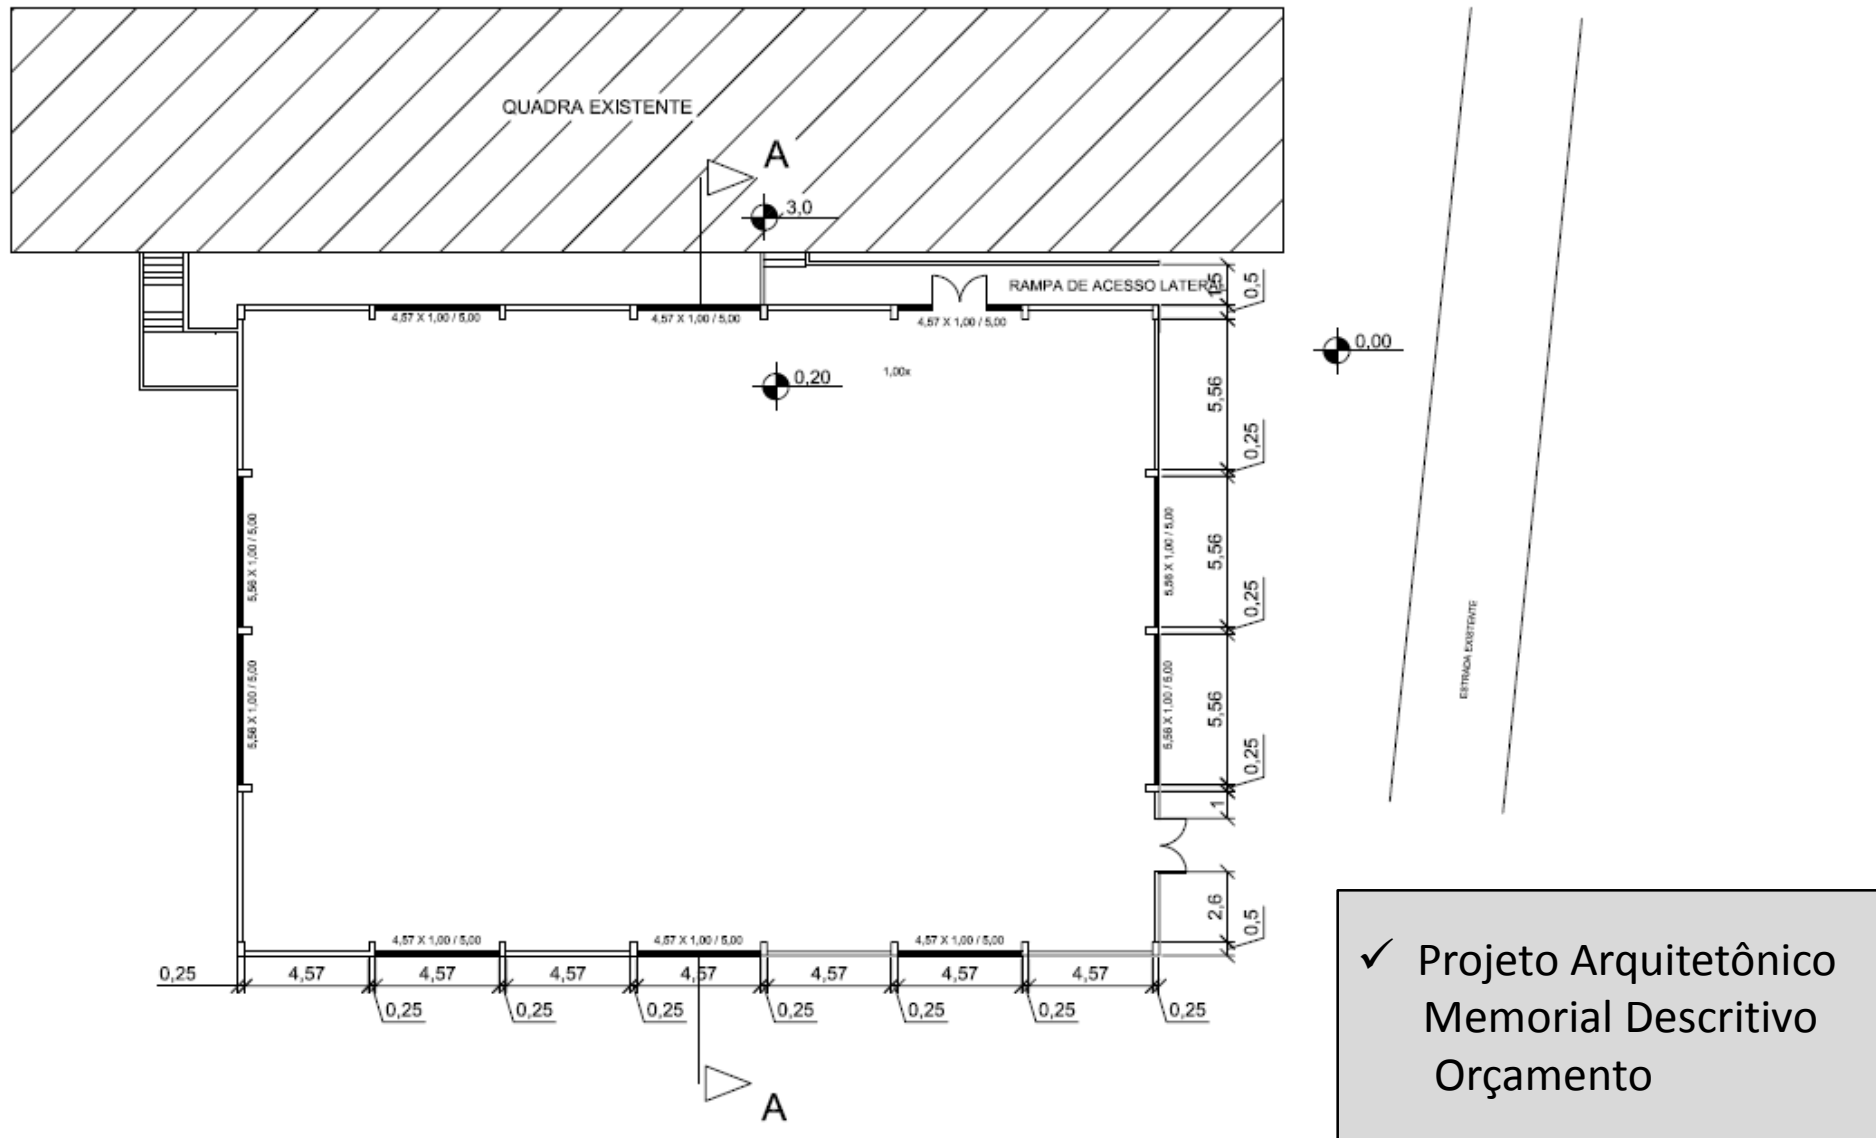 QUADRA EXISTENTE
A
3,0
RAMPA DE ACESSO LATERAL
0,5
4,57 X 1,00 / 5,00
4,57 X 1,00 / 5,00
4,57 X 1,00 / 5,00
0,00
0,20
1,00x
5,56
0,25
5,56 X 1,00 / 5,00
5,56 X 1,00 / 5,00
5,56
0,25
ESTRADA EXISTENTE
5,56 X 1,00 / 5,00
5,56 X 1,00 / 5,00
5,56
0,25
1
2,6
0,5
4,57 X 1,00 / 5,00
4,57 X 1,00 / 5,00
4,57 X 1,00 / 5,00
0,25
4,57
4,57
4,57
4,57
4,57
4,57
4,57
0,25
0,25
0,25
0,25
0,25
0,25
0,25
A
✓ Projeto Arquitetônico
Memorial Descritivo
Orçamento